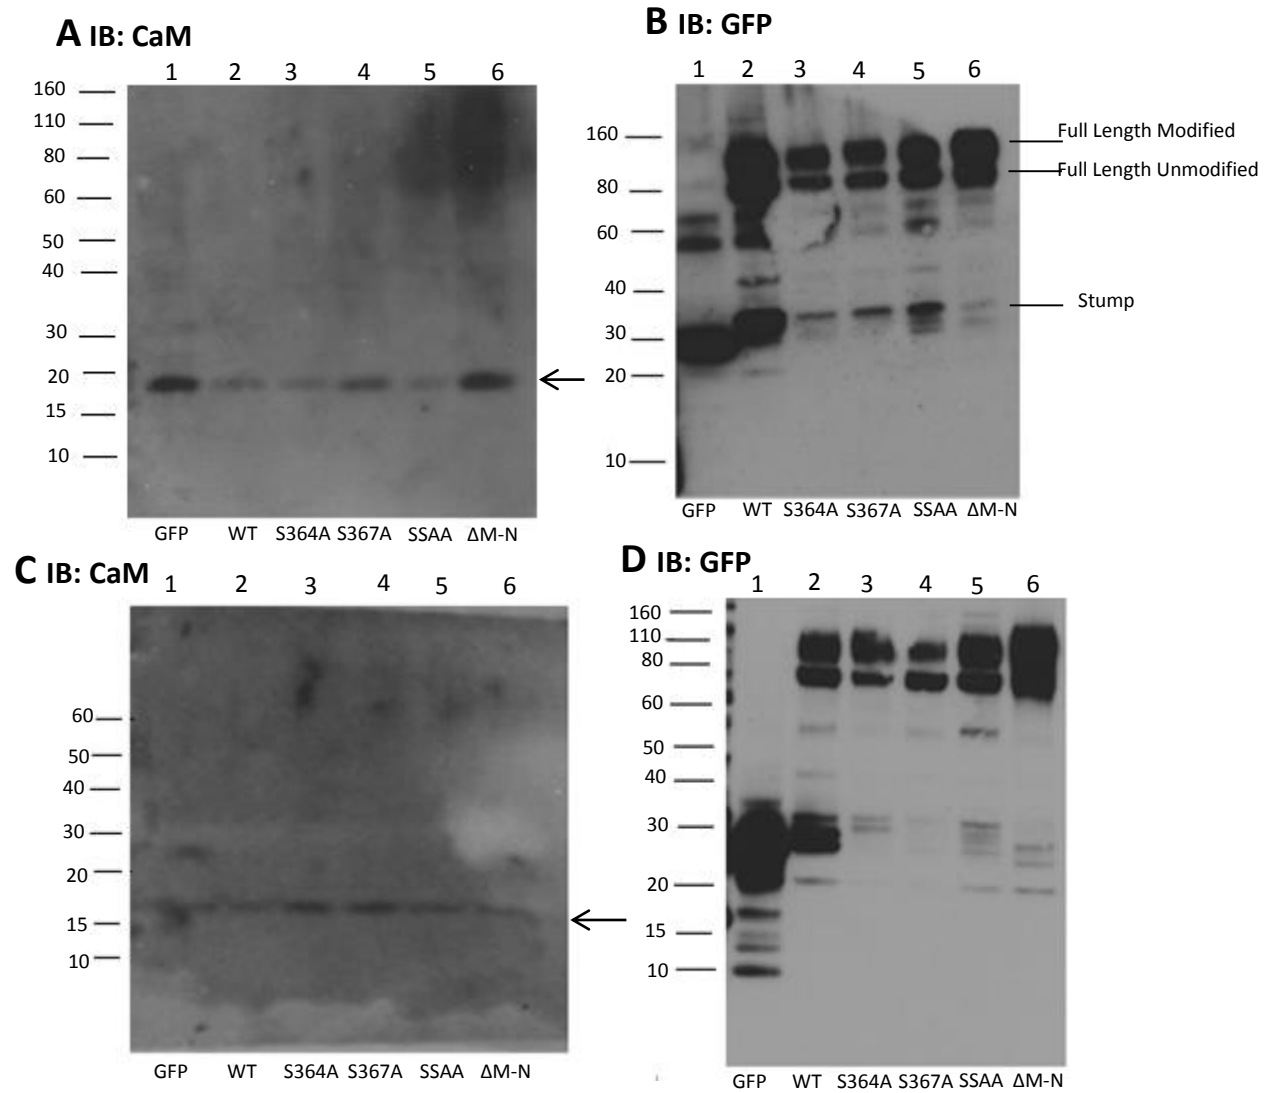 A IB: CaM
1 2 3 4 5 6
160
110
80
60
50
40
30
20
15
10
GFP WT S364A S367A SSAA ΔM-N
B IB: GFP
1 2 3 4 5 6
160
80
60
40
30
20
10
Full Length Modified
Full Length Unmodified
Stump
GFP WT S364A S367A SSAA ΔM-N
C IB: CaM
1 2 3 4 5 6
60
50
40
30
20
15
10
GFP WT S364A S367A SSAA ΔM-N
D IB: GFP
1 2 3 4 5 6
160
110
80
60
50
40
30
20
15
10
GFP WT S364A S367A SSAA ΔM-N